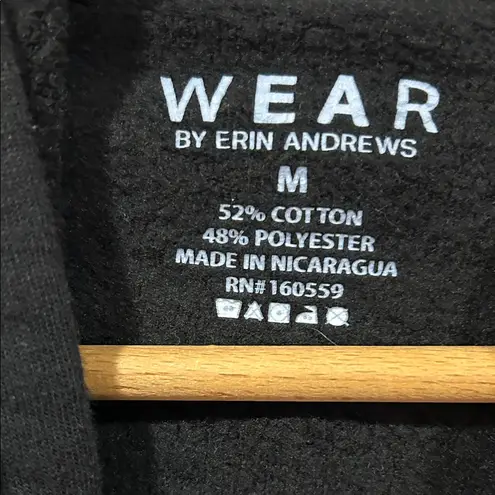 WEAR
BY ERIN ANDREWS
M
52% COTTON
48% POLYESTER
MADE IN NICARAGUA
RN#160559